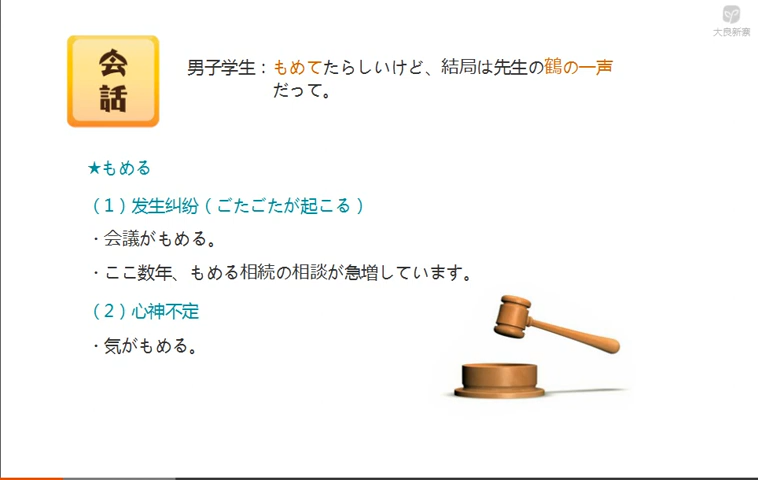 大良新寨
会話
男子学生：もめてたらしいけど、結局は先生の鶴の一声
だって。
★もめる
（1）发生纠纷（ごたごたが起こる）
・会議がもめる。
・ここ数年、もめる相続の相談が急増しています。
（2）心神不定
・気がもめる。